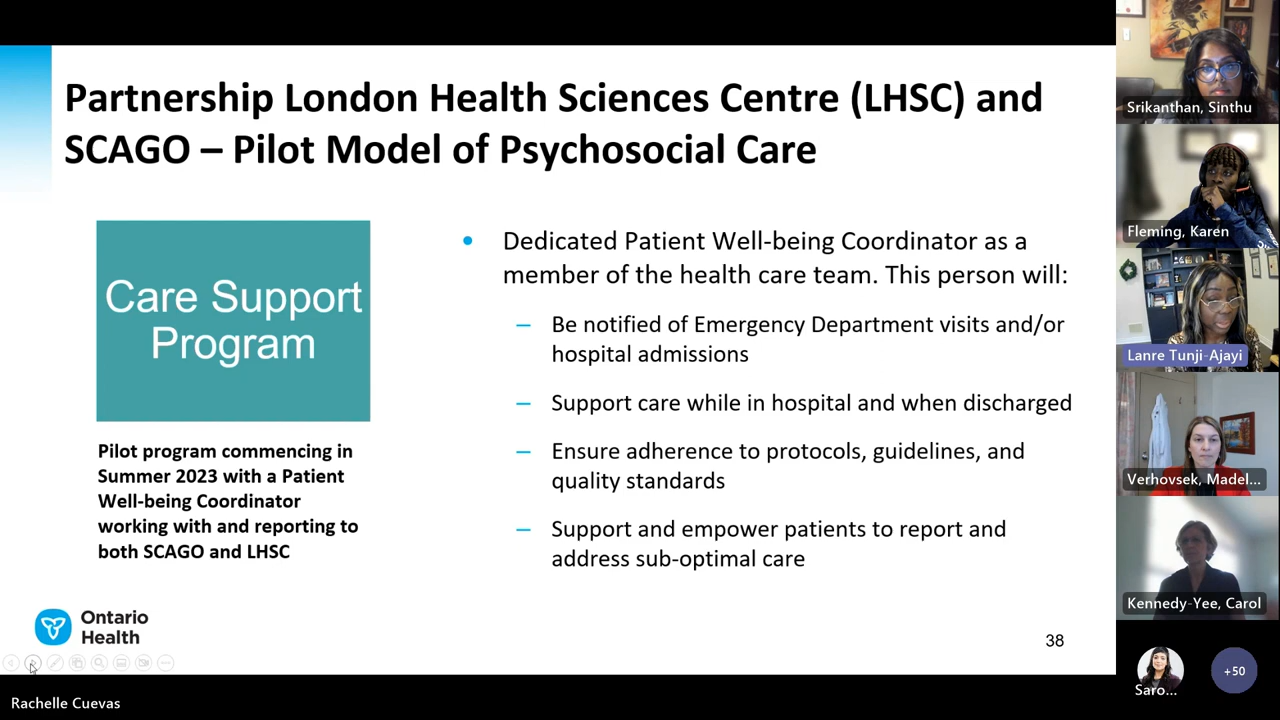 Partnership London Health Sciences Centre (LHSC) and
SCAGO – Pilot Model of Psychosocial Care
Care Support
Program
Pilot program commencing in
Summer 2023 with a Patient
Well-being Coordinator
working with and reporting to
both SCAGO and LHSC
• Dedicated Patient Well-being Coordinator as a
member of the health care team. This person will:
– Be notified of Emergency Department visits and/or
hospital admissions
– Support care while in hospital and when discharged
– Ensure adherence to protocols, guidelines, and
quality standards
– Support and empower patients to report and
address sub-optimal care
Ontario
Health
38
Rachelle Cuevas
Srikanthan, Sinthu
Fleming, Karen
Lanre Tunji-Ajayi
Verhovsek, Madel...
Kennedy-Yee, Carol
Saro...
+50